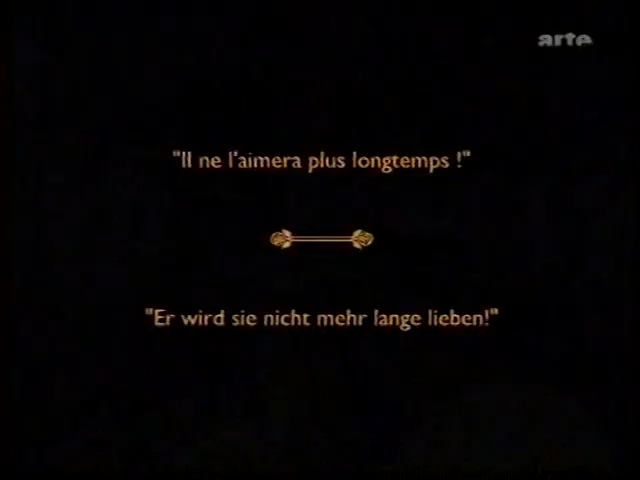 arte
"Il ne l'aimera plus longtemps !"
"Er wird sie nicht mehr lange lieben!"